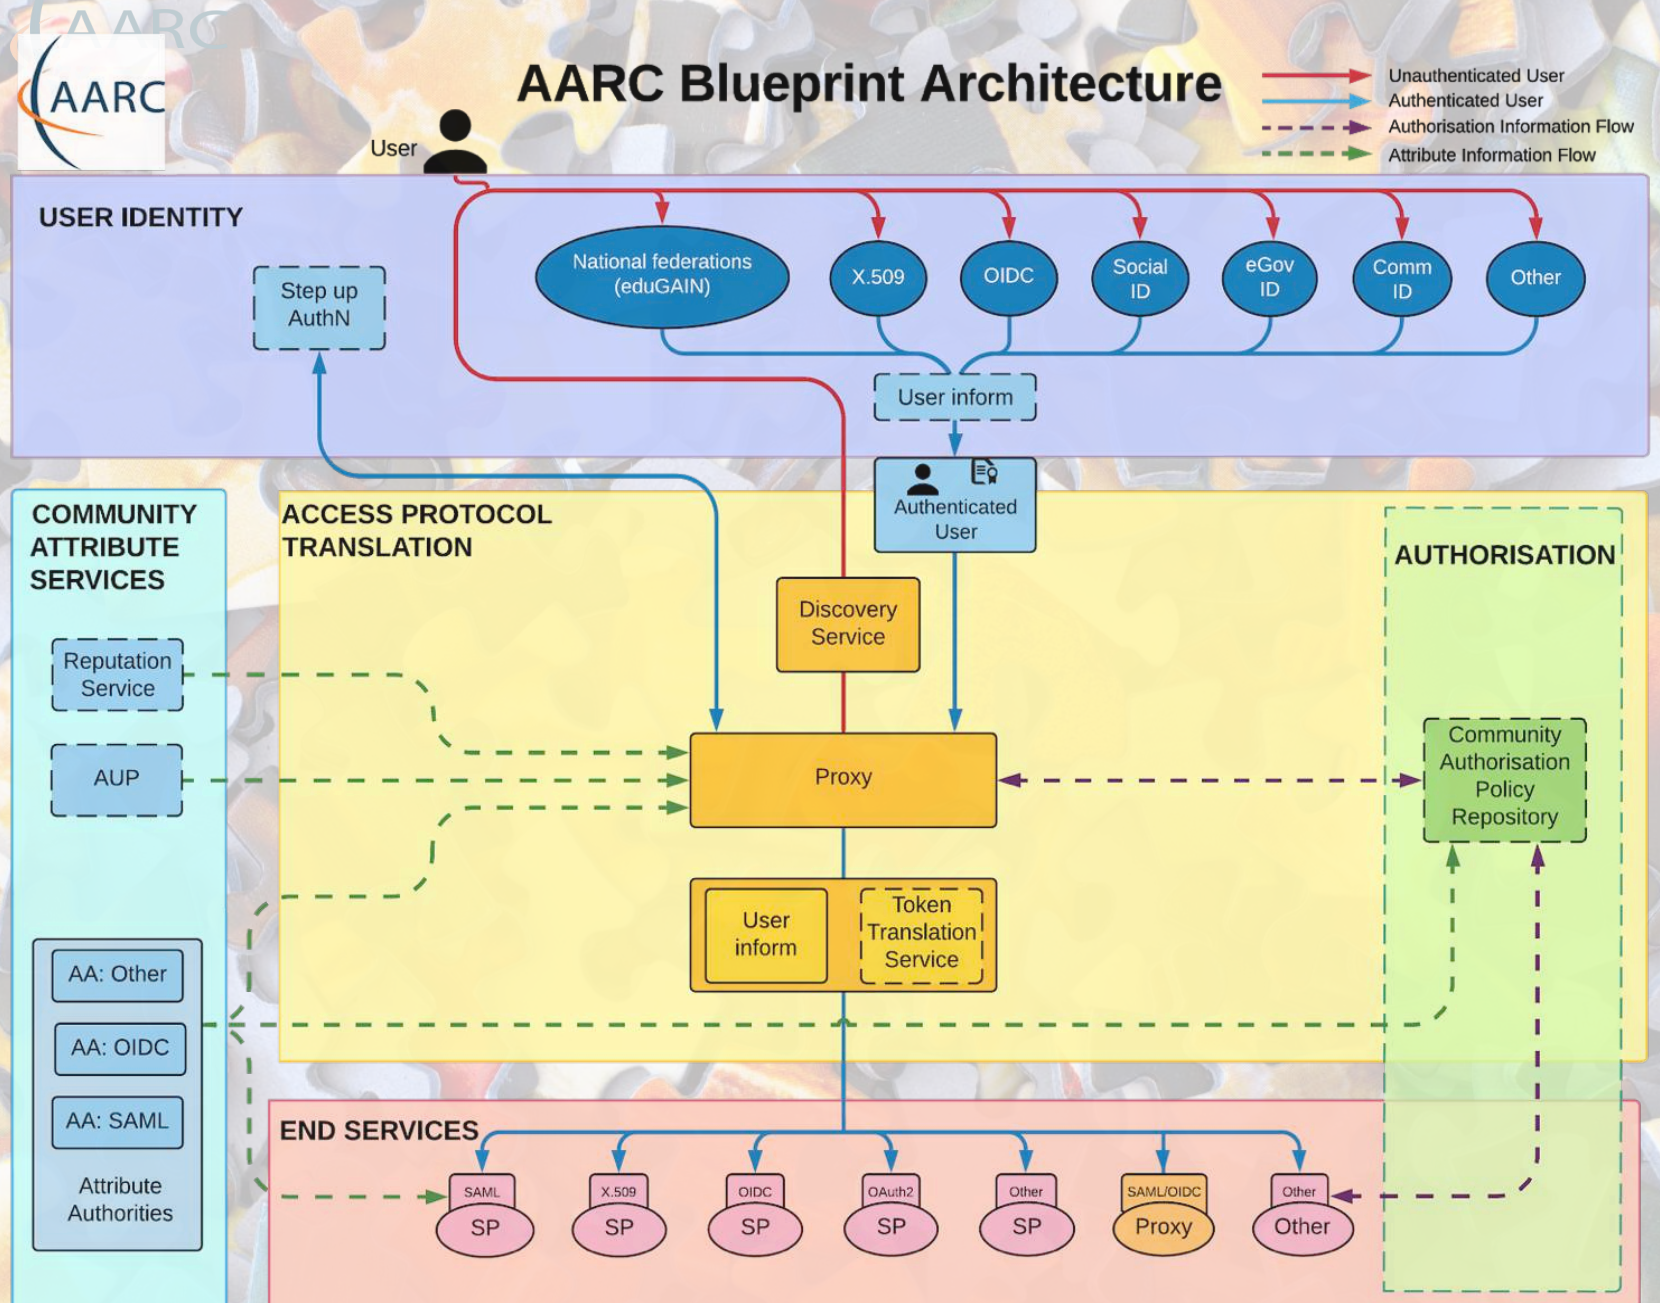 AARC
AARC
AARC Blueprint Architecture
Unauthenticated User
Authenticated User
Authorisation Information Flow
Attribute Information Flow
User
USER IDENTITY
Step up
AuthN
National federations
(eduGAIN)
X.509
OIDC
Social
ID
eGov
ID
Comm
ID
Other
User inform
Authenticated
User
COMMUNITY
ATTRIBUTE
SERVICES
Reputation
Service
AUP
AA: Other
AA: OIDC
AA: SAML
Attribute
Authorities
ACCESS PROTOCOL
TRANSLATION
Discovery
Service
Proxy
User
inform
Token
Translation
Service
AUTHORISATION
Community
Authorisation
Policy
Repository
END SERVICES
SAML
SP
X.509
SP
OIDC
SP
OAuth2
SP
Other
SP
SAML/OIDC
Proxy
Other
Other